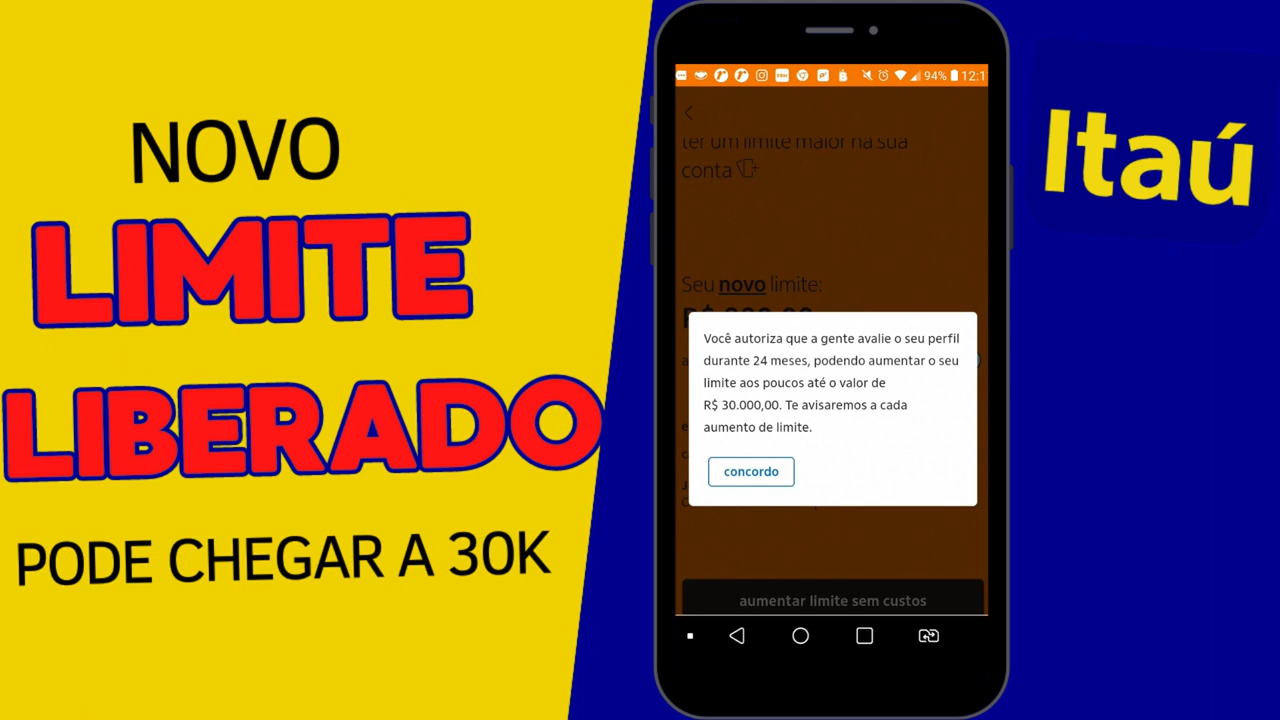 NOVO
LIMITE
LIBERADO
PODE CHEGAR A 30K
94% 12:1
ter um limite maior na sua
conta
Seu novo limite:
R$
Você autoriza que a gente avalie o seu perfil
durante 24 meses, podendo aumentar o seu
limite aos poucos até o valor de
R$ 30.000,00. Te avisaremos a cada
aumento de limite.
concordo
aumentar limite sem custos
Itaú